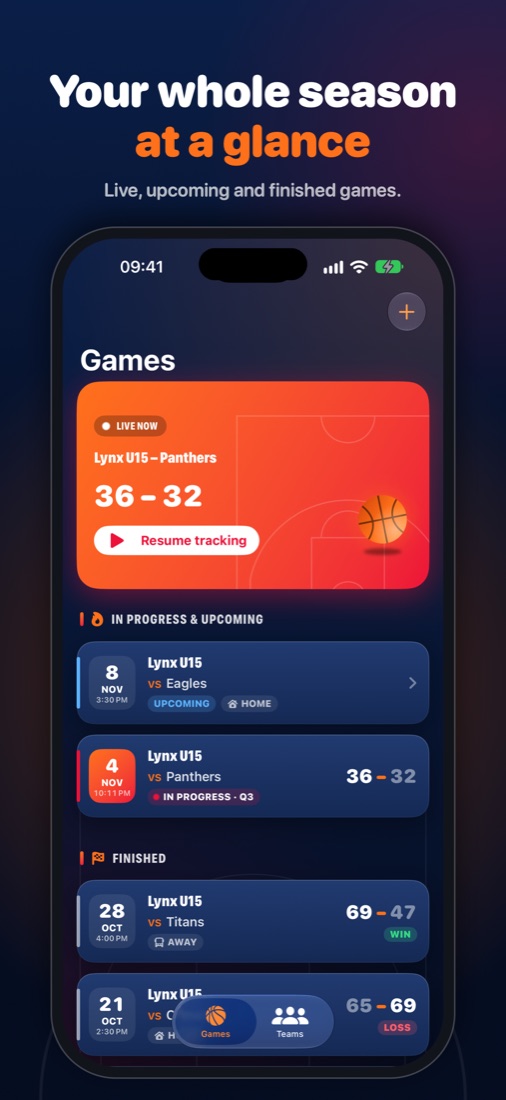 Your whole season
at a glance
Live, upcoming and finished games.
09:41
Games
LIVE NOW
Lynx U15 – Panthers
36 – 32
Resume tracking
IN PROGRESS & UPCOMING
8
NOV
3:30 PM
Lynx U15
vs Eagles
UPCOMING
HOME
4
NOV
10:11 PM
Lynx U15
vs Panthers
IN PROGRESS · Q3
36 – 32
FINISHED
28
OCT
4:00 PM
Lynx U15
vs Titans
AWAY
69 – 47
WIN
21
OCT
2:30 PM
Lynx U15
vs
65 – 69
LOSS
Games
Teams